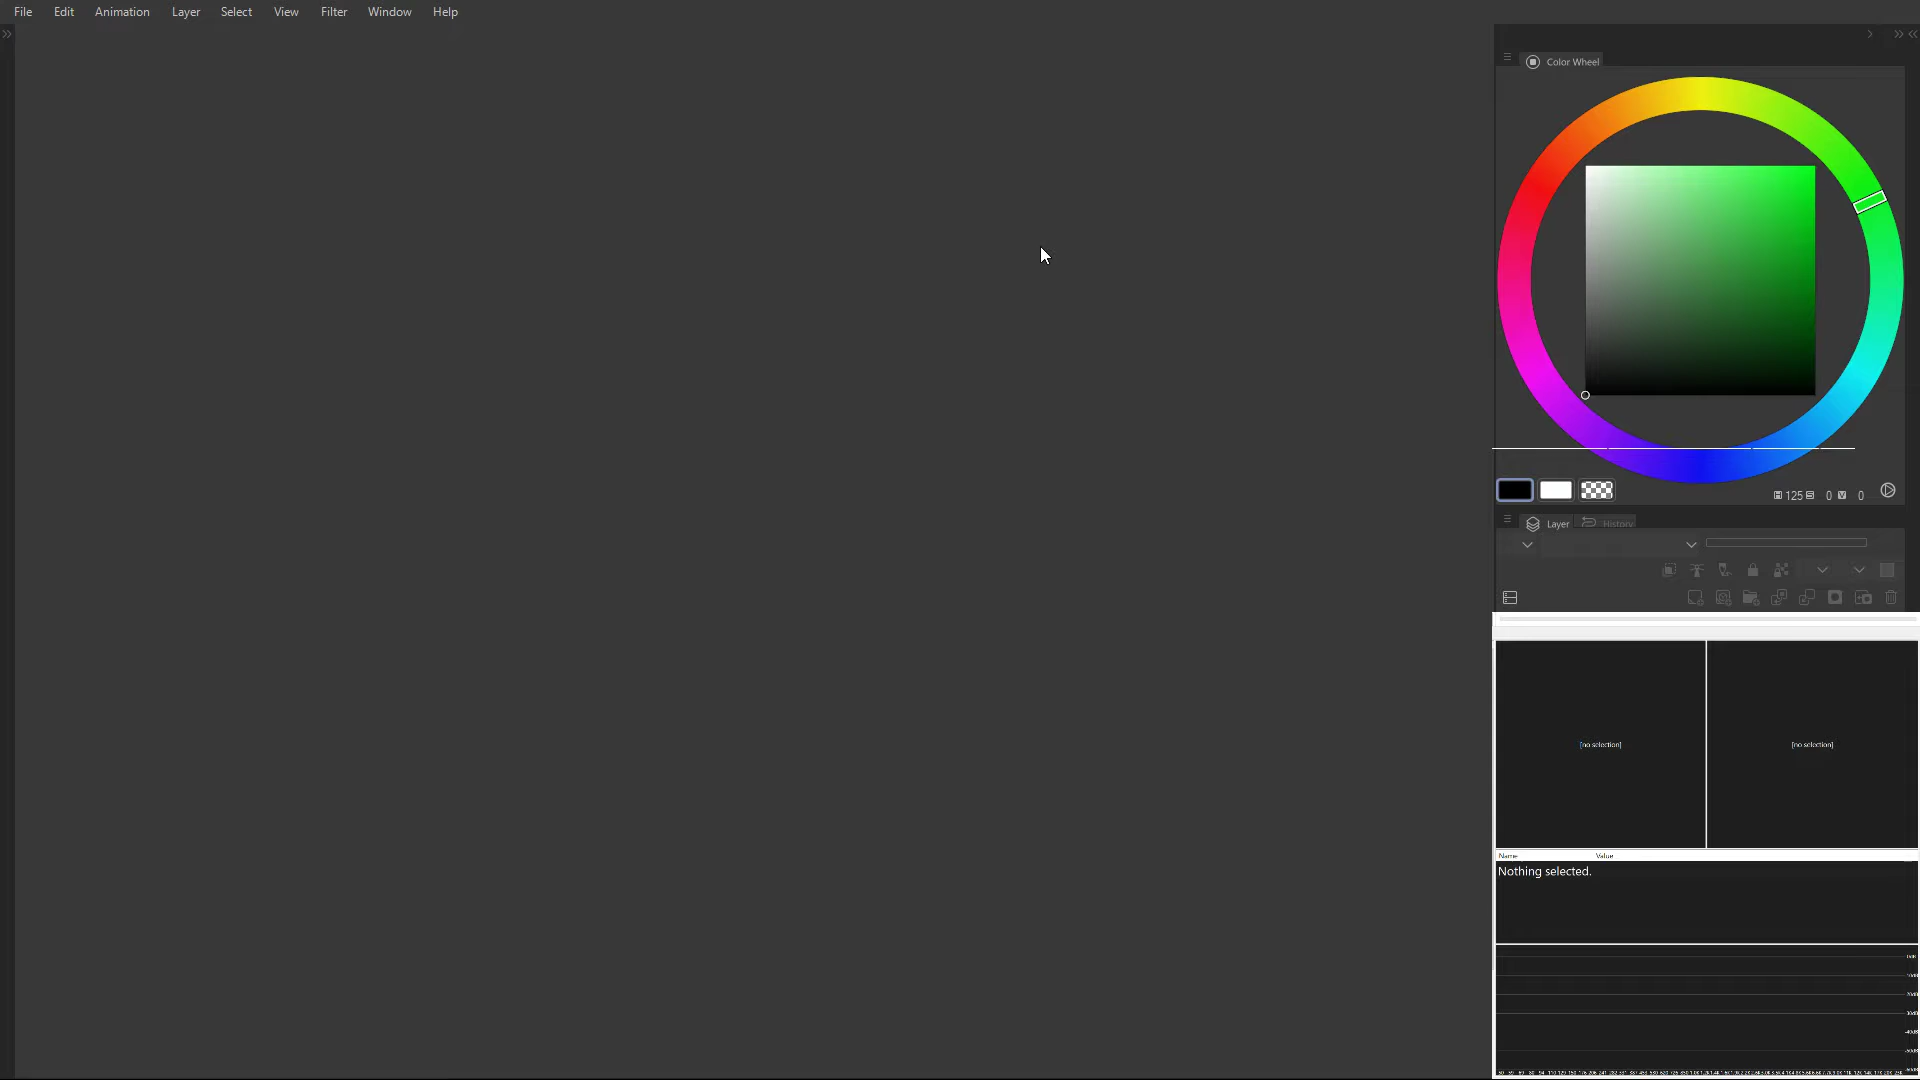 File Edit Animation Layer Select View Filter Window Help
Color Wheel
H 125 S 0 V 0
Layer History
[no selection] [no selection]
Name Value
Nothing selected.